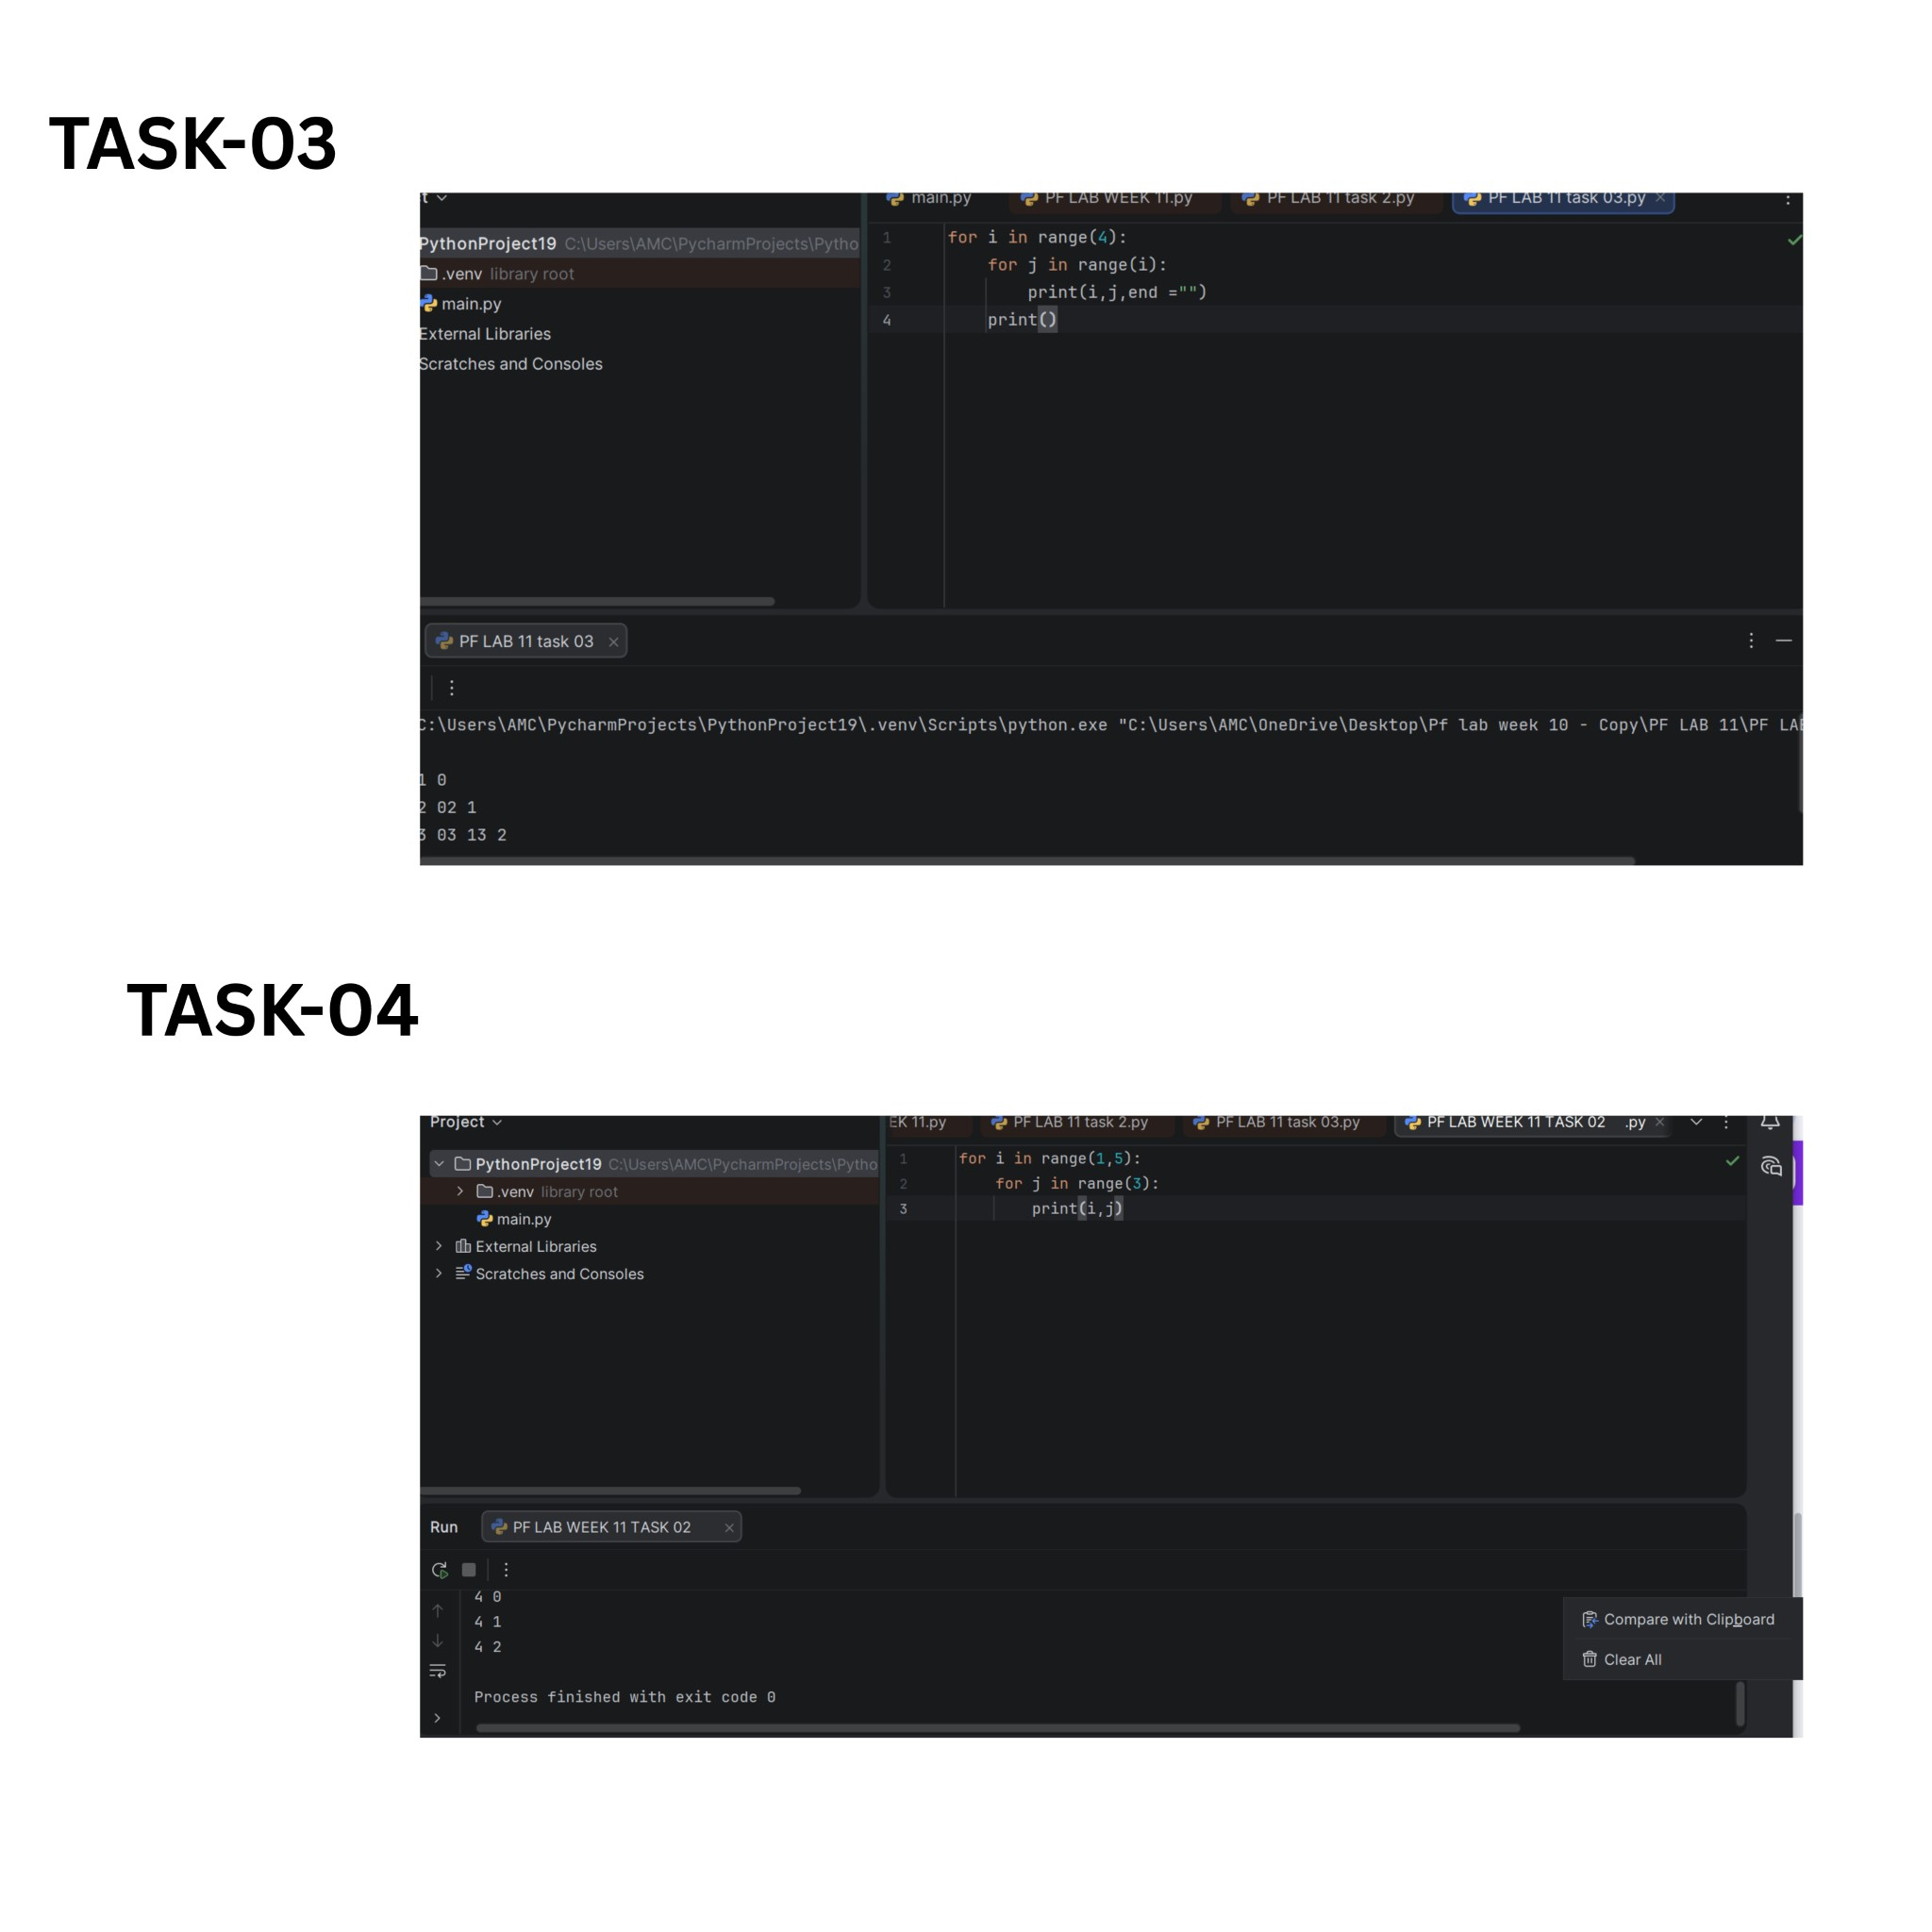 TASK-03
main.py PF LAB WEEK 11.py PF LAB 11 task 2.py PF LAB 11 task 03.py
PythonProject19 C:\Users\AMC\PycharmProjects\Pytho
.venv library root
main.py
External Libraries
Scratches and Consoles
1 for i in range(4):
2 for j in range(i):
3 print(i,j,end ="")
4 print()
PF LAB 11 task 03
C:\Users\AMC\PycharmProjects\PythonProject19\.venv\Scripts\python.exe "C:\Users\AMC\OneDrive\Desktop\Pf lab week 10 - Copy\PF LAB 11\PF LAB
1 0
2 02 1
3 03 13 2
TASK-04
Project
EK 11.py PF LAB 11 task 2.py PF LAB 11 task 03.py PF LAB WEEK 11 TASK 02 .py
PythonProject19 C:\Users\AMC\PycharmProjects\Pytho
.venv library root
main.py
External Libraries
Scratches and Consoles
1 for i in range(1,5):
2 for j in range(3):
3 print(i,j)
Run PF LAB WEEK 11 TASK 02
4 0
4 1
4 2
Process finished with exit code 0
Compare with Clipboard
Clear All